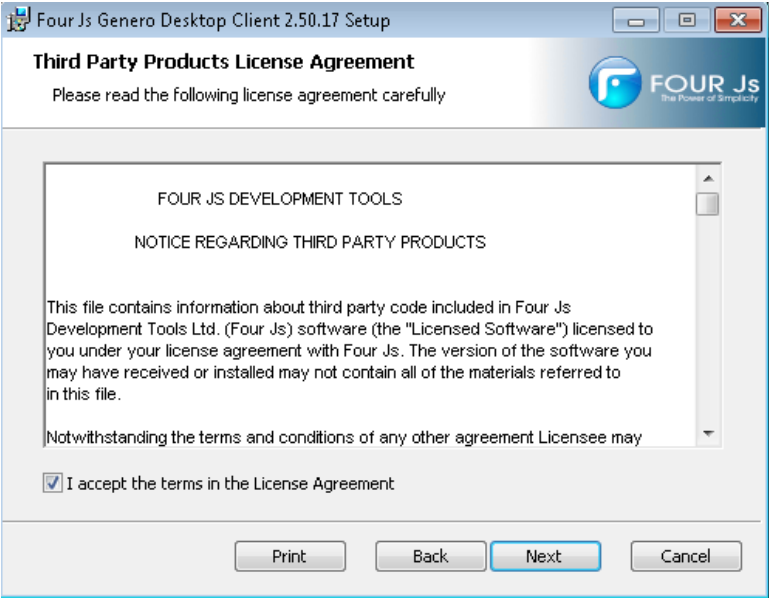 Four Js Genero Desktop Client 2.50.17 Setup
Third Party Products License Agreement
Please read the following license agreement carefully
FOUR Js
The Power of Simplicity
FOUR JS DEVELOPMENT TOOLS
NOTICE REGARDING THIRD PARTY PRODUCTS
This file contains information about third party code included in Four Js
Development Tools Ltd. (Four Js) software (the "Licensed Software") licensed to
you under your license agreement with Four Js. The version of the software you
may have received or installed may not contain all of the materials referred to
in this file.
Notwithstanding the terms and conditions of any other agreement Licensee may
I accept the terms in the License Agreement
Print Back Next Cancel